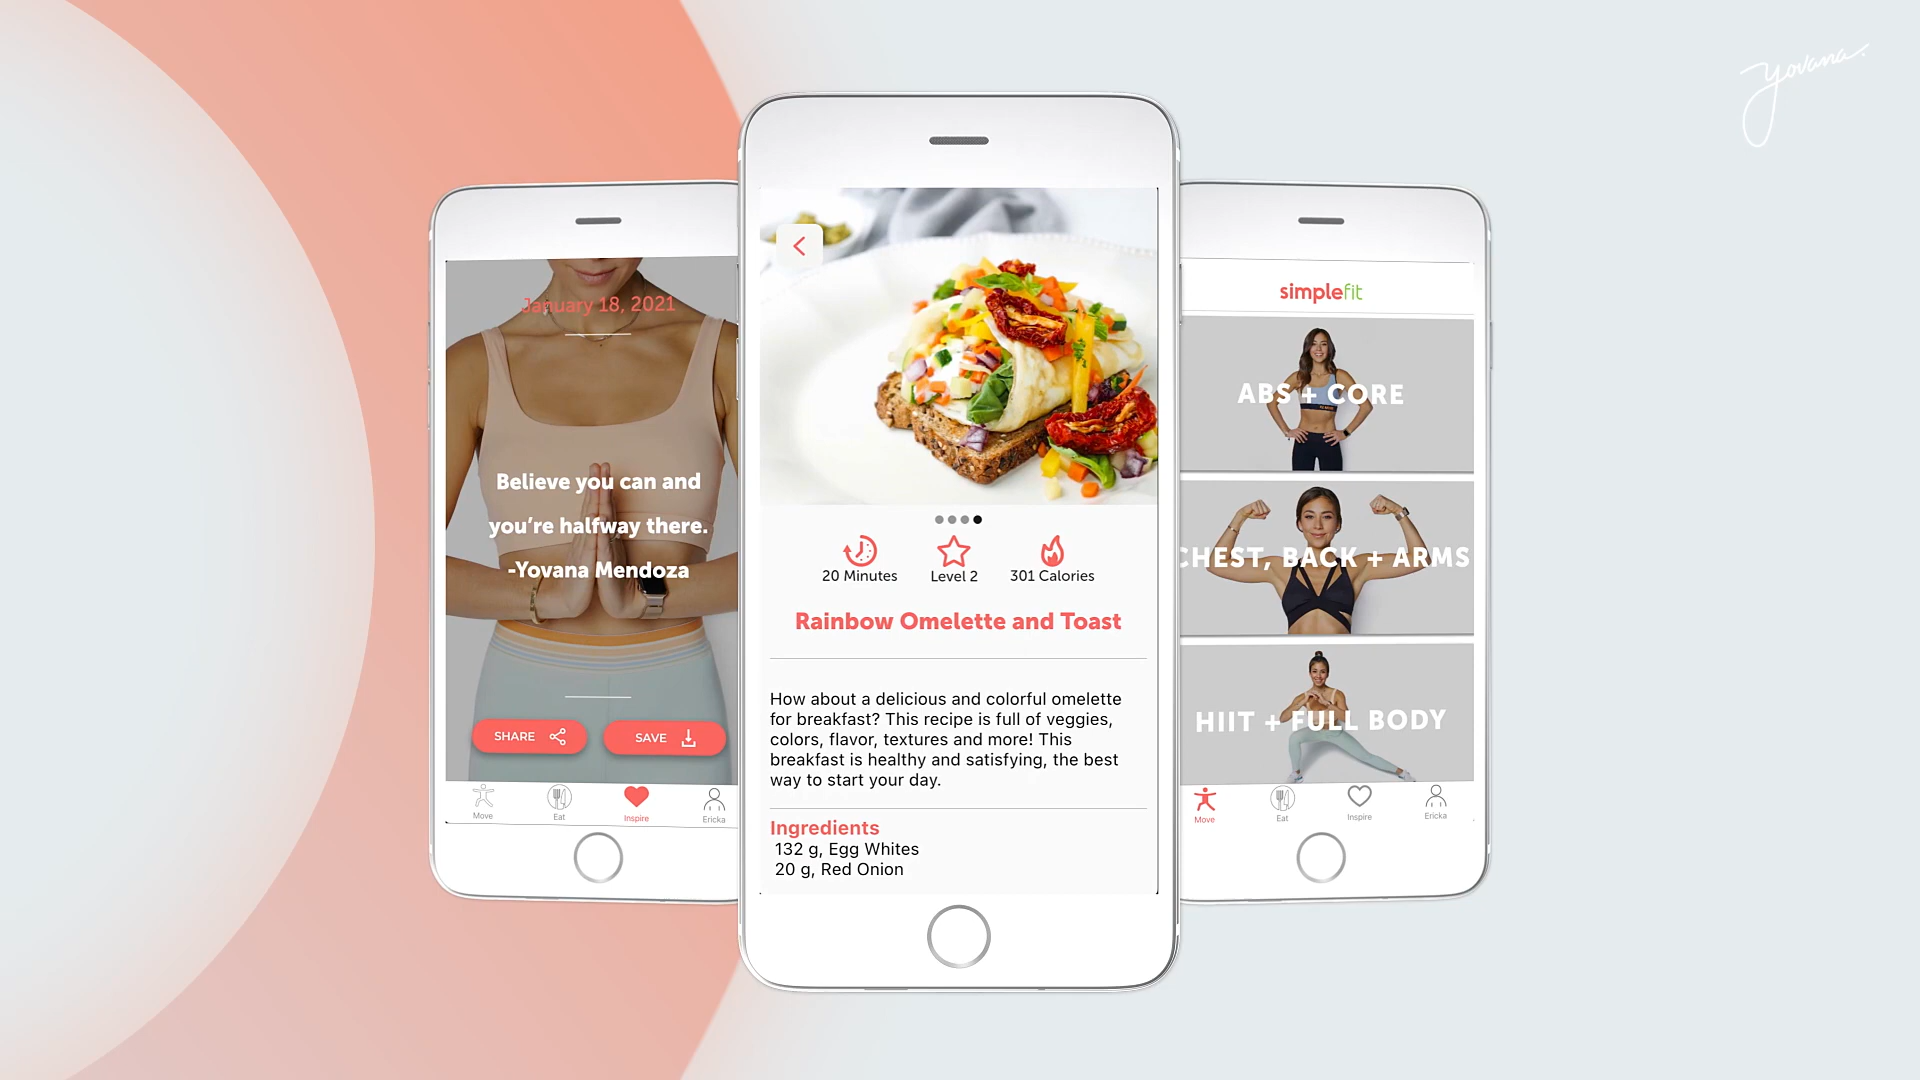 Yovana.
January 18, 2021
Believe you can and
you're halfway there.
-Yovana Mendoza
SHARE
SAVE
Move
Eat
Inspire
Ericka
20 Minutes
Level 2
301 Calories
Rainbow Omelette and Toast
How about a delicious and colorful omelette
for breakfast? This recipe is full of veggies,
colors, flavor, textures and more! This
breakfast is healthy and satisfying, the best
way to start your day.
Ingredients
132 g, Egg Whites
20 g, Red Onion
simplefit
ABS + CORE
CHEST, BACK + ARMS
HIIT + FULL BODY
Move
Eat
Inspire
Ericka